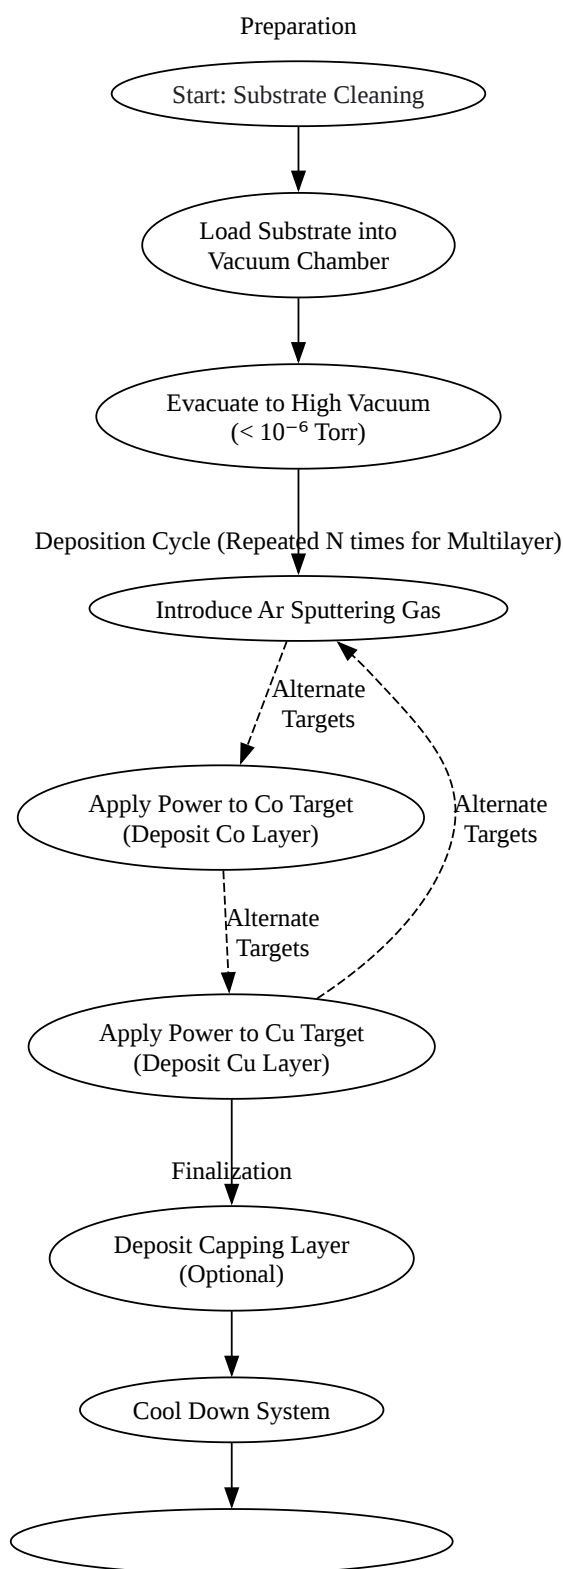 Preparation
Start: Substrate Cleaning
Load Substrate into
Vacuum Chamber
Evacuate to High Vacuum
(< 10⁻⁶ Torr)
Deposition Cycle (Repeated N times for Multilayer)
Introduce Ar Sputtering Gas
Alternate
Targets
Apply Power to Co Target
(Deposit Co Layer)
Alternate
Targets
Alternate
Targets
Apply Power to Cu Target
(Deposit Cu Layer)
Finalization
Deposit Capping Layer
(Optional)
Cool Down System